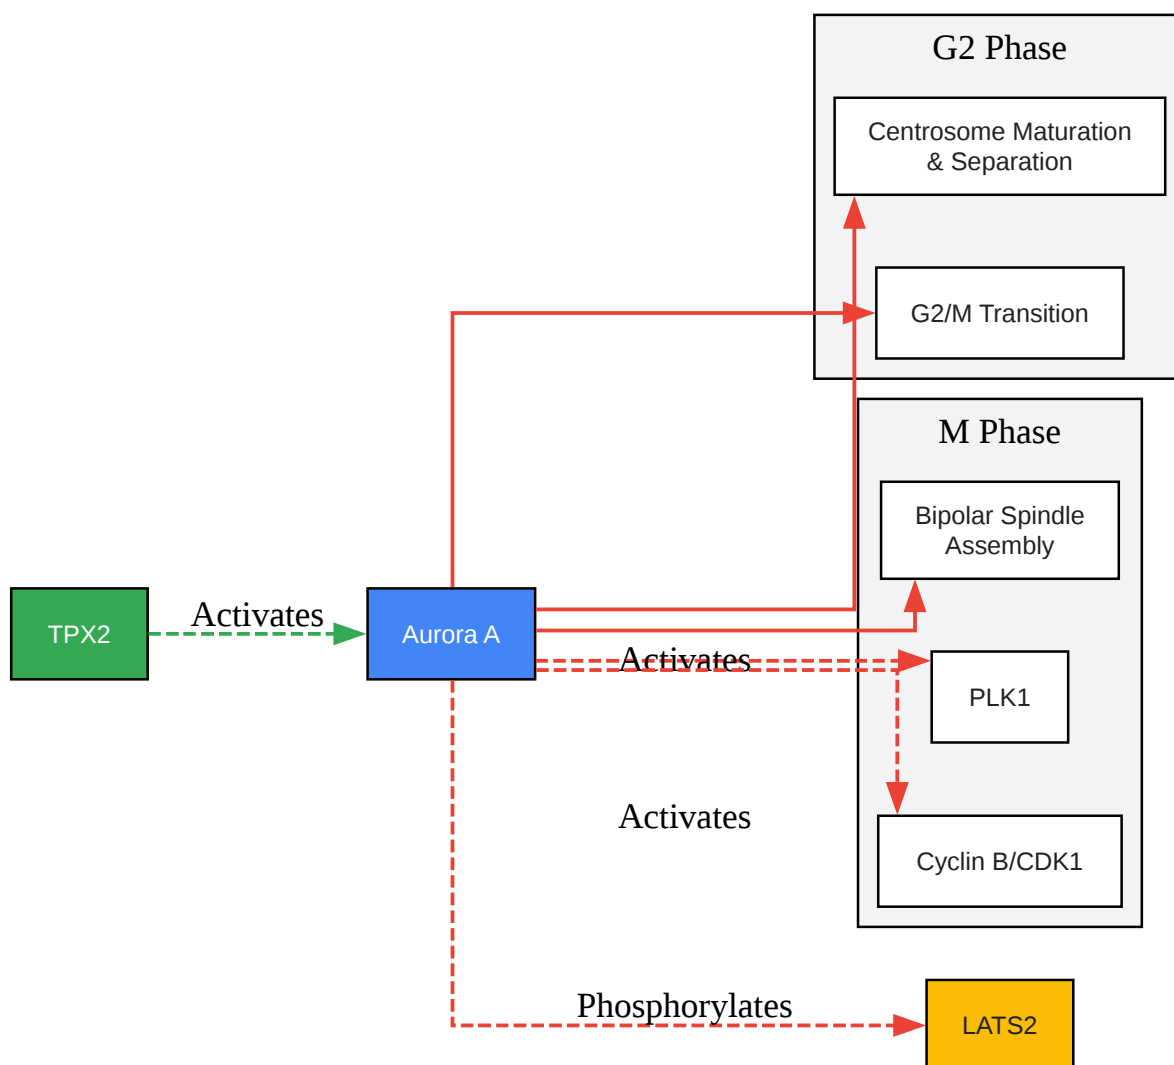 G2 Phase
Centrosome Maturation
& Separation
G2/M Transition
M Phase
Bipolar Spindle
Assembly
TPX2
Activates
Aurora A
Activates
PLK1
Activates
Cyclin B/CDK1
Phosphorylates
LATS2